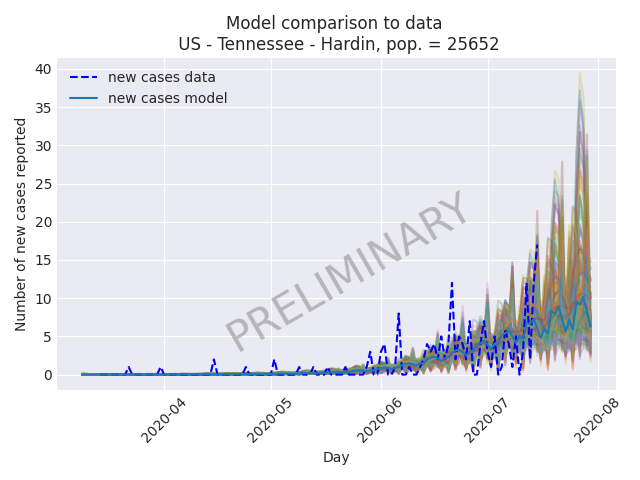 Model comparison to data
US - Tennessee - Hardin, pop. = 25652
new cases data
new cases model
Number of new cases reported
40
35
30
25
20
15
10
5
0
PRELIMINARY
2020-04
2020-05
2020-06
2020-07
2020-08
Day